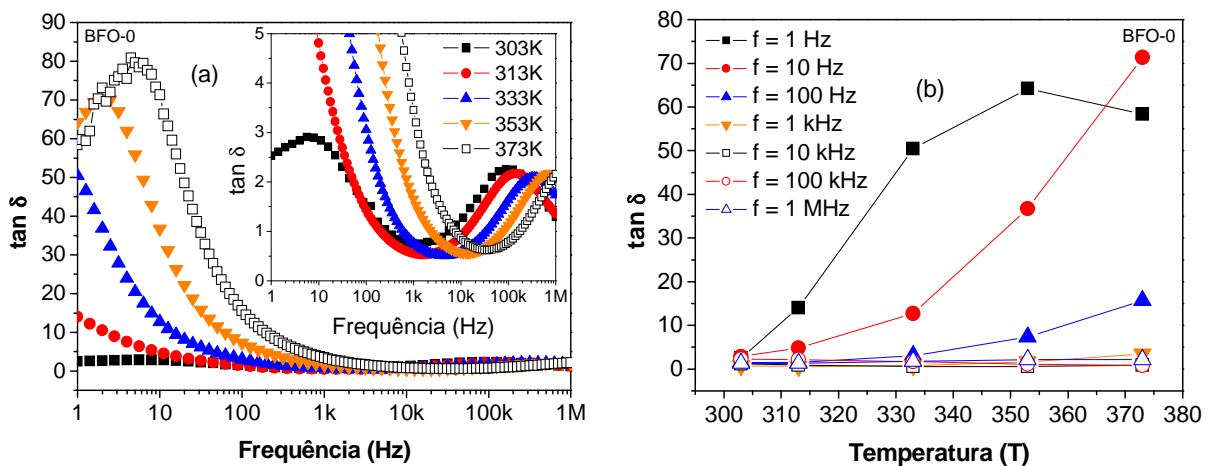 BFO-0
(a)
90
80
70
60
50
40
30
20
10
0
tan δ
1 10 100 1k 10k 100k 1M
Frequência (Hz)
5
4
3
2
1
0
tan δ
303K
313K
333K
353K
373K
1 10 100 1k 10k 100k 1M
Frequência (Hz)
BFO-0
(b)
80
70
60
50
40
30
20
10
0
tan δ
f = 1 Hz
f = 10 Hz
f = 100 Hz
f = 1 kHz
f = 10 kHz
f = 100 kHz
f = 1 MHz
300 310 320 330 340 350 360 370 380
Temperatura (T)